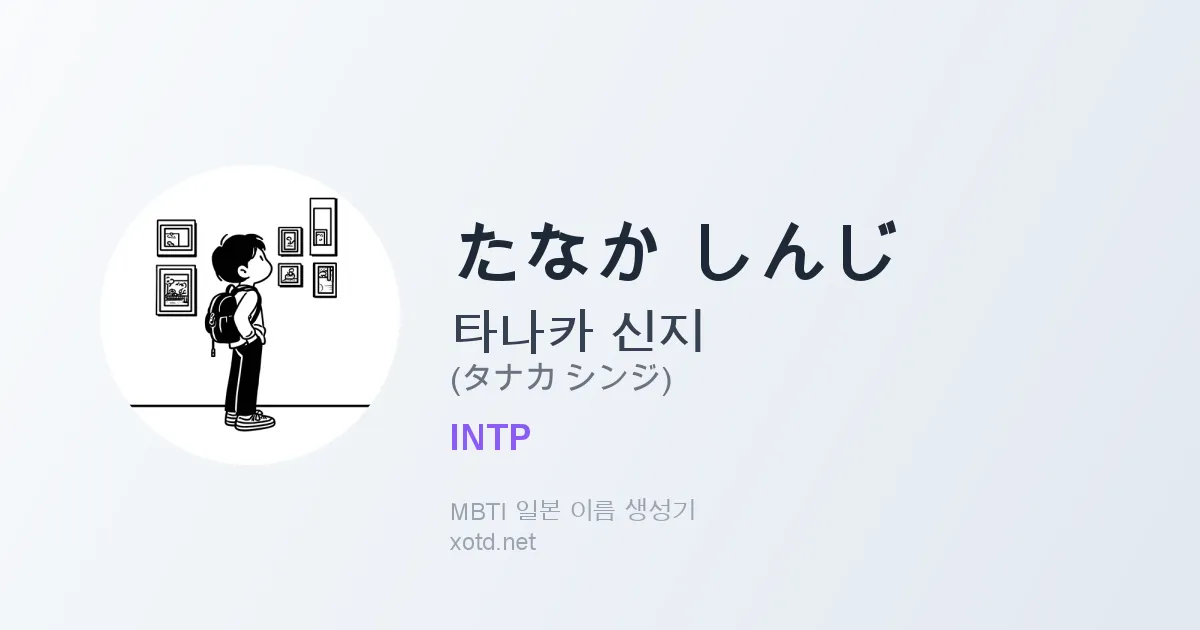 たなか しんじ
타나카 신지
(タナカ シンジ)
INTP
MBTI 일본 이름 생성기
xotd.net